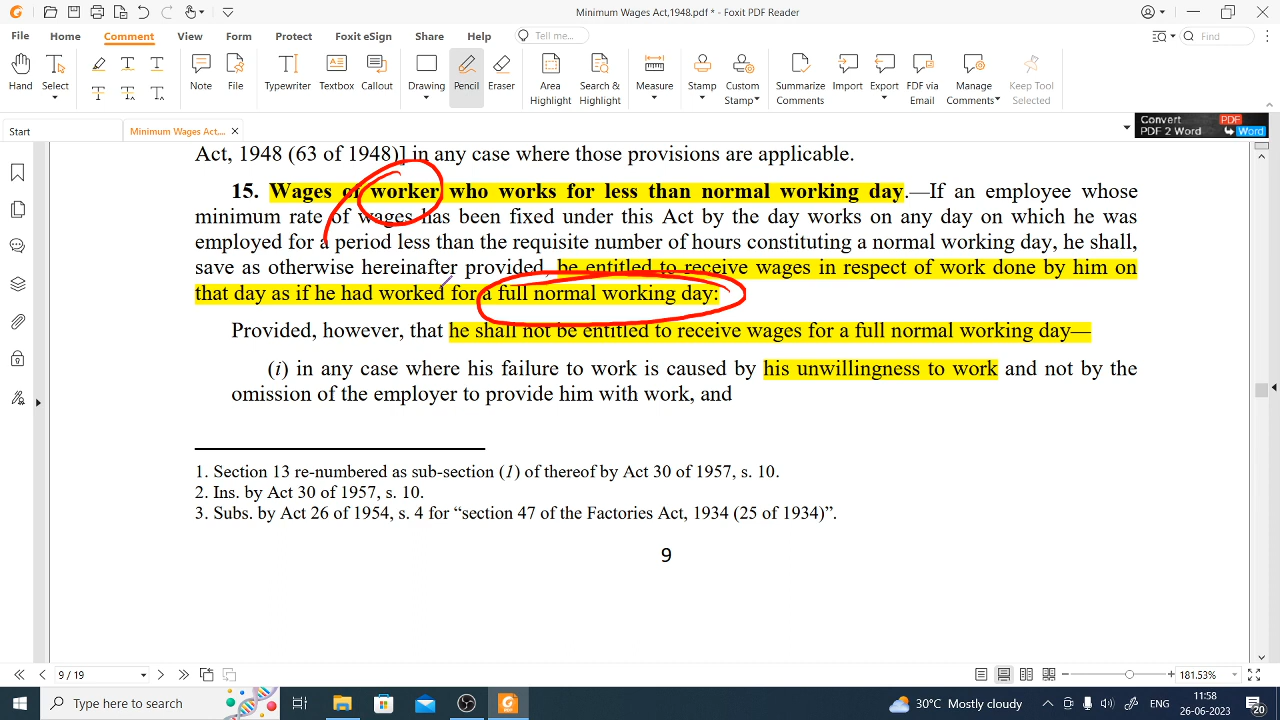 Minimum Wages Act,1948.pdf * - Foxit PDF Reader
File Home Comment View Form Protect Foxit eSign Share Help Tell me... Find
Hand Select Note File Typewriter Textbox Callout Drawing Pencil Eraser Area Highlight Search & Highlight Measure Stamp Custom Stamp Summarize Comments Import Export FDF via Email Manage Comments Keep Tool Selected
Start Minimum Wages Act,... Convert PDF
PDF 2 Word Word
Act, 1948 (63 of 1948)] in any case where those provisions are applicable.
15. Wages of worker who works for less than normal working day.—If an employee whose
minimum rate of wages has been fixed under this Act by the day works on any day on which he was
employed for a period less than the requisite number of hours constituting a normal working day, he shall,
save as otherwise hereinafter provided, be entitled to receive wages in respect of work done by him on
that day as if he had worked for a full normal working day:
Provided, however, that he shall not be entitled to receive wages for a full normal working day—
(i) in any case where his failure to work is caused by his unwillingness to work and not by the
omission of the employer to provide him with work, and
1. Section 13 re-numbered as sub-section (1) of thereof by Act 30 of 1957, s. 10.
2. Ins. by Act 30 of 1957, s. 10.
3. Subs. by Act 26 of 1954, s. 4 for “section 47 of the Factories Act, 1934 (25 of 1934)”.
9
9 / 19 181.53%
Type here to search 30°C Mostly cloudy ENG 11:58
26-06-2023 20